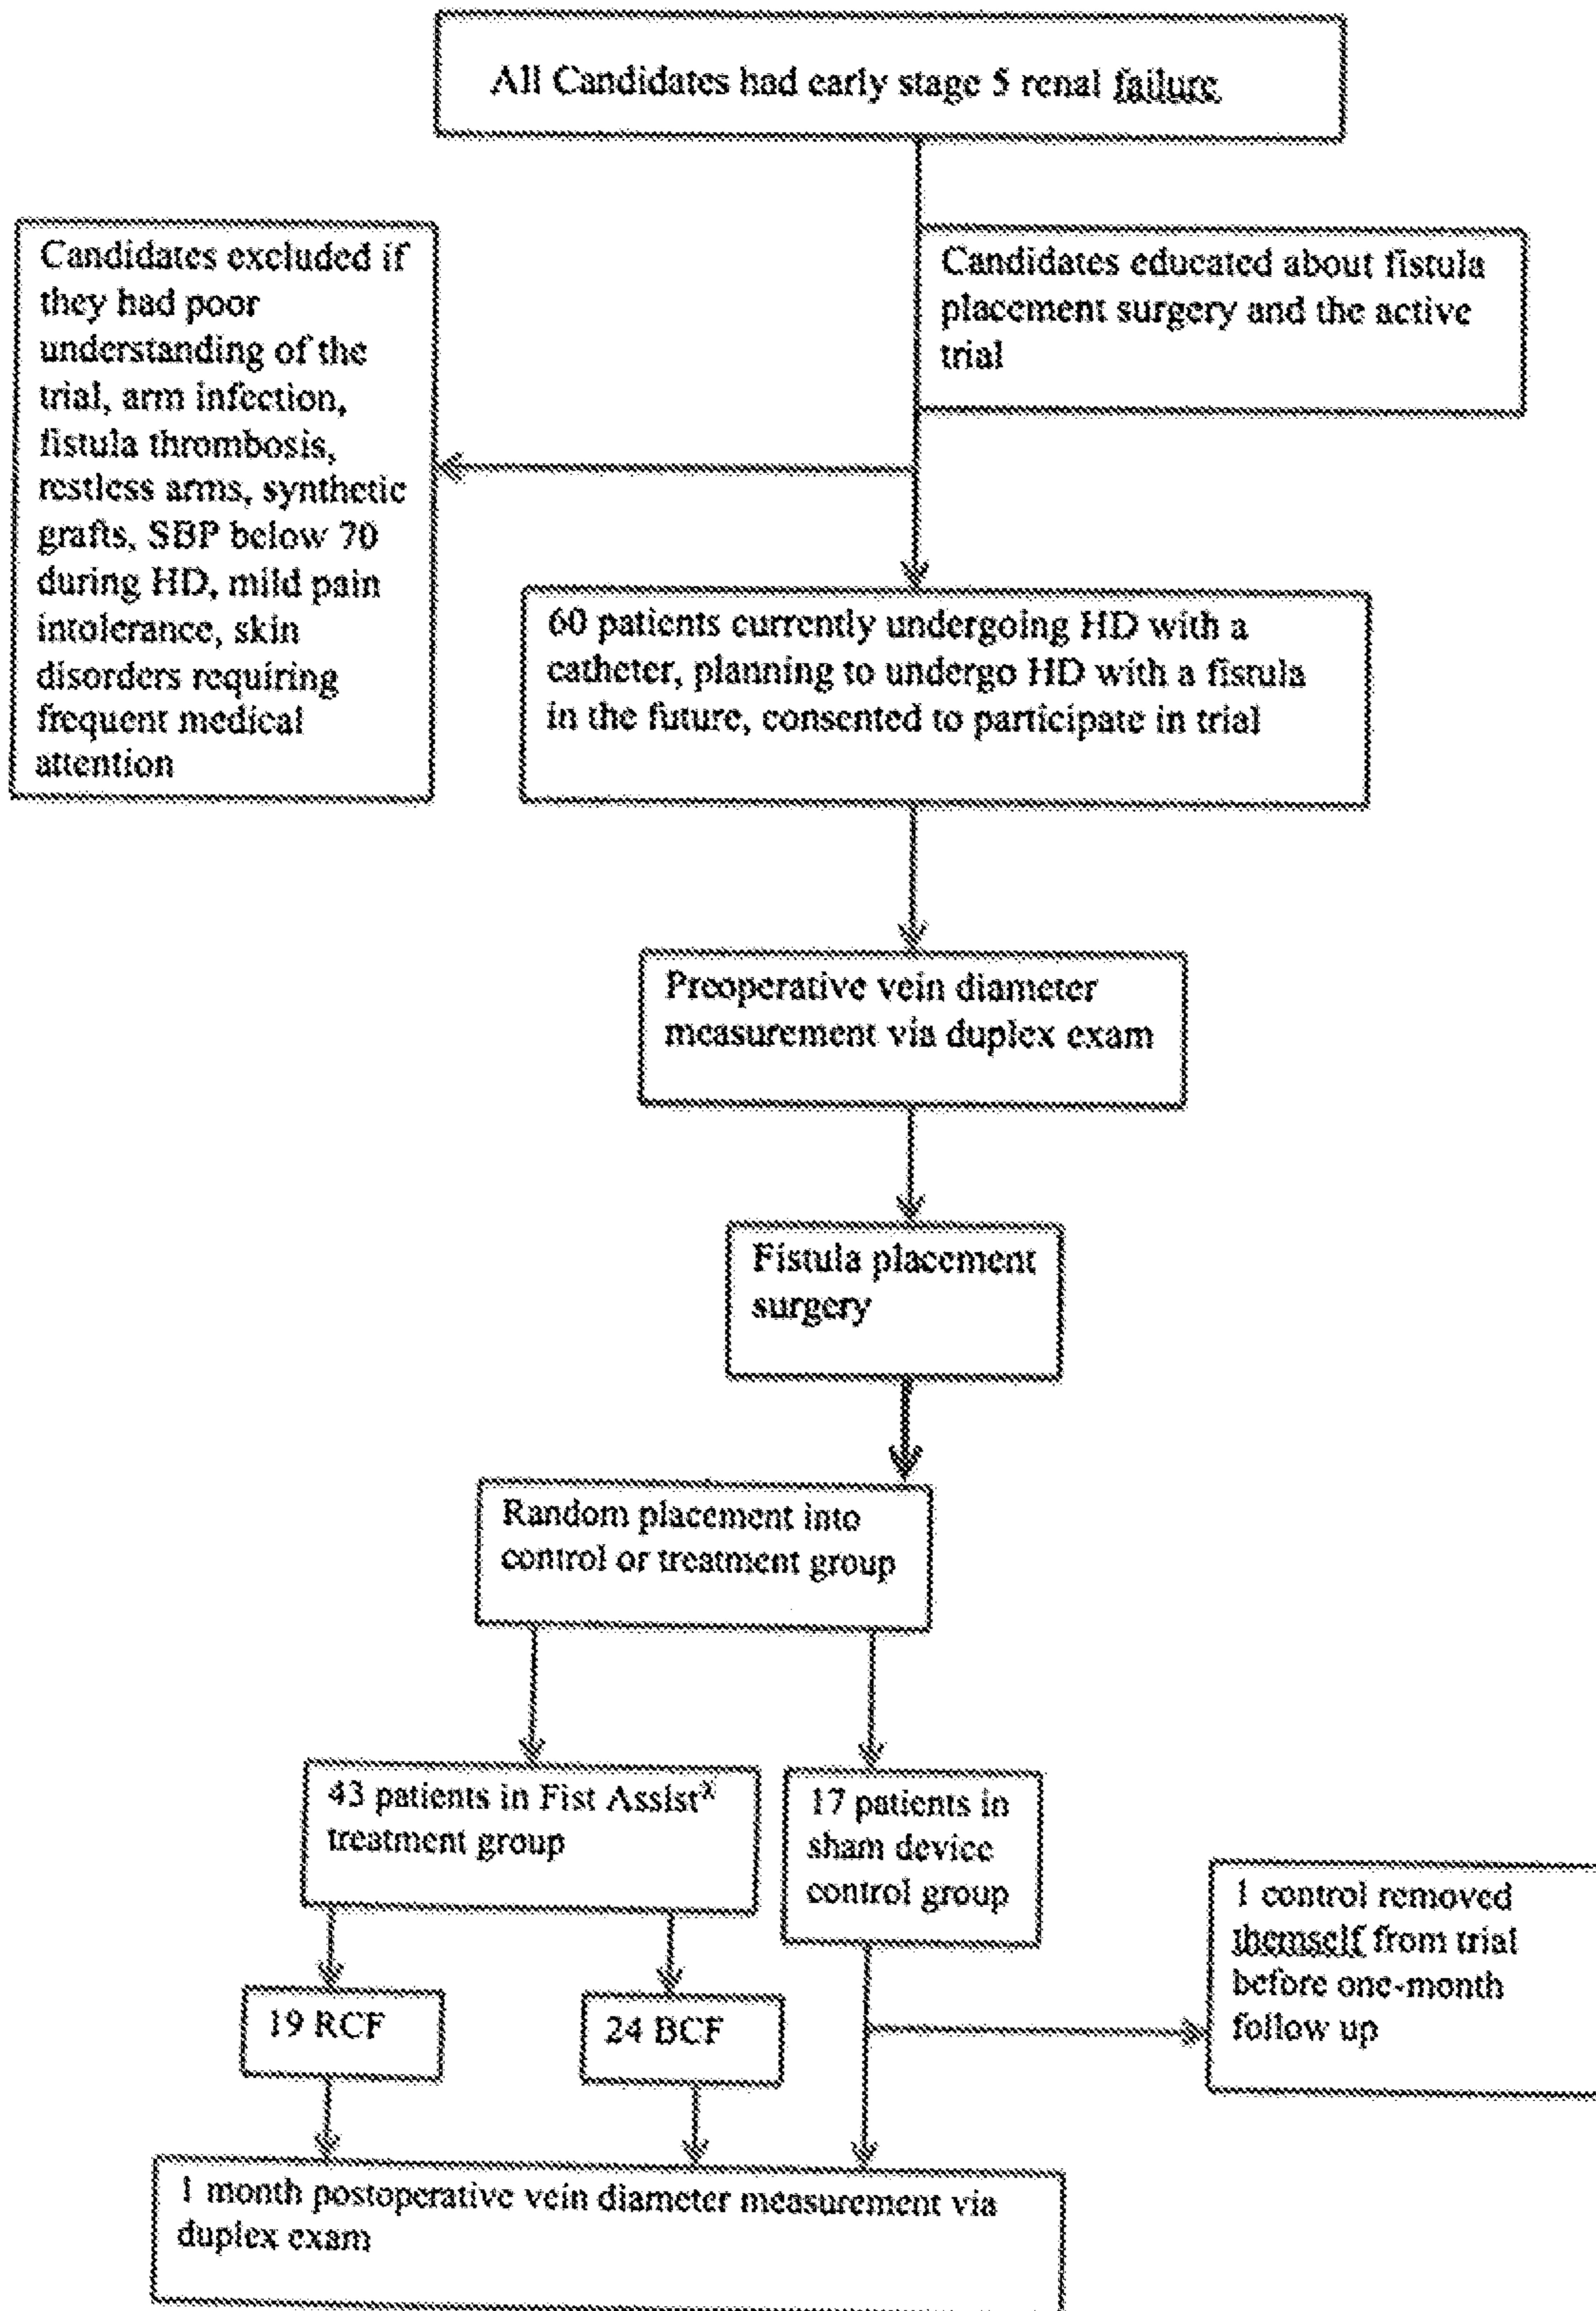 All Candidates had early stage 5 renal failure
Candidates educated about fistula
placement surgery and the active
trial
Candidates excluded if
they had poor
understanding of the
trial, arm infection,
fistula thrombosis,
restless arms, synthetic
grafts, SBP below 70
during HD, mild pain
intolerance, skin
disorders requiring
frequent medical
attention
60 patients currently undergoing HD with a
catheter, planning to undergo HD with a fistula
in the future, consented to participate in trial
Preoperative vein diameter
measurement via duplex exam
Fistula placement
surgery
Random placement into
control or treatment group
43 patients in Fist Assist
treatment group
17 patients in
sham device
control group
1 control removed
themself from trial
before one-month
follow up
19 RCF
24 BCF
1 month postoperative vein diameter measurement via
duplex exam